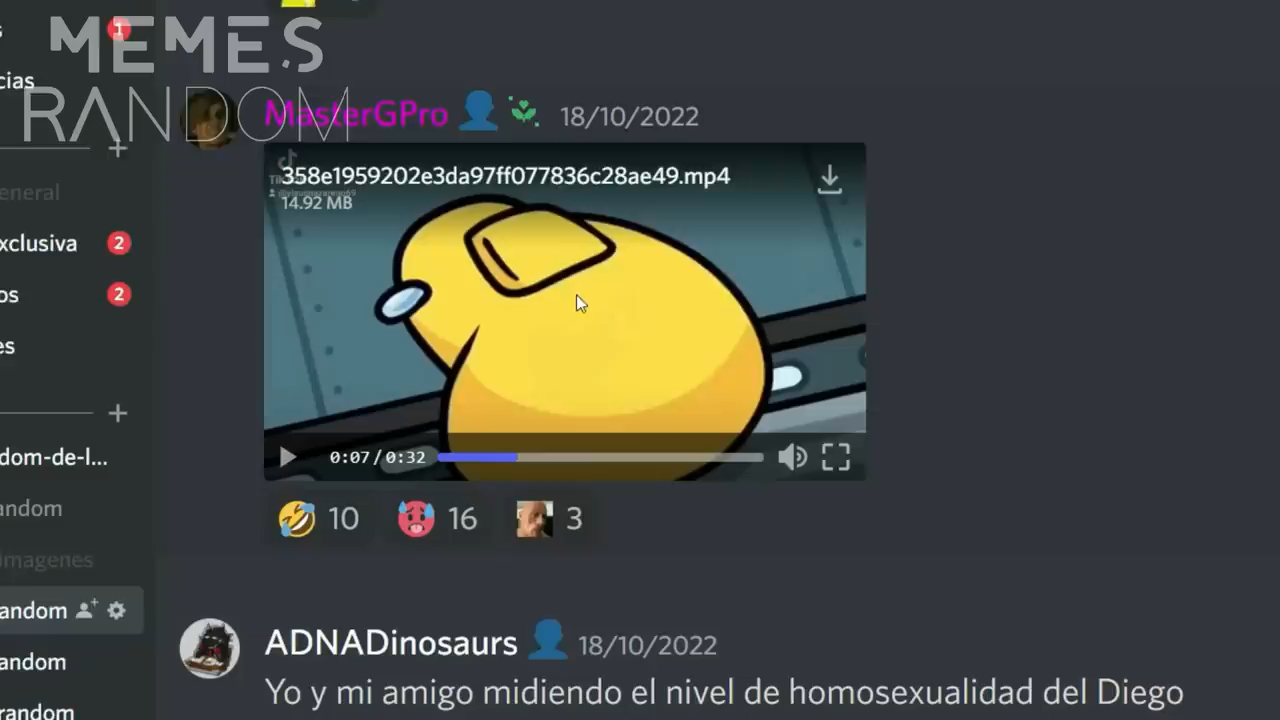 MEMES
RANDOM
MasterGPro 18/10/2022
358e1959202e3da97ff077836c28ae49.mp4
14.92 MB
0:07/0:32
10 16 3
ADNADinosaurs 18/10/2022
Yo y mi amigo midiendo el nivel de homosexualidad del Diego
1
cias
eneral
xclusiva 2
os 2
es
dom-de-l...
andom
imagenes
andom
andom
random